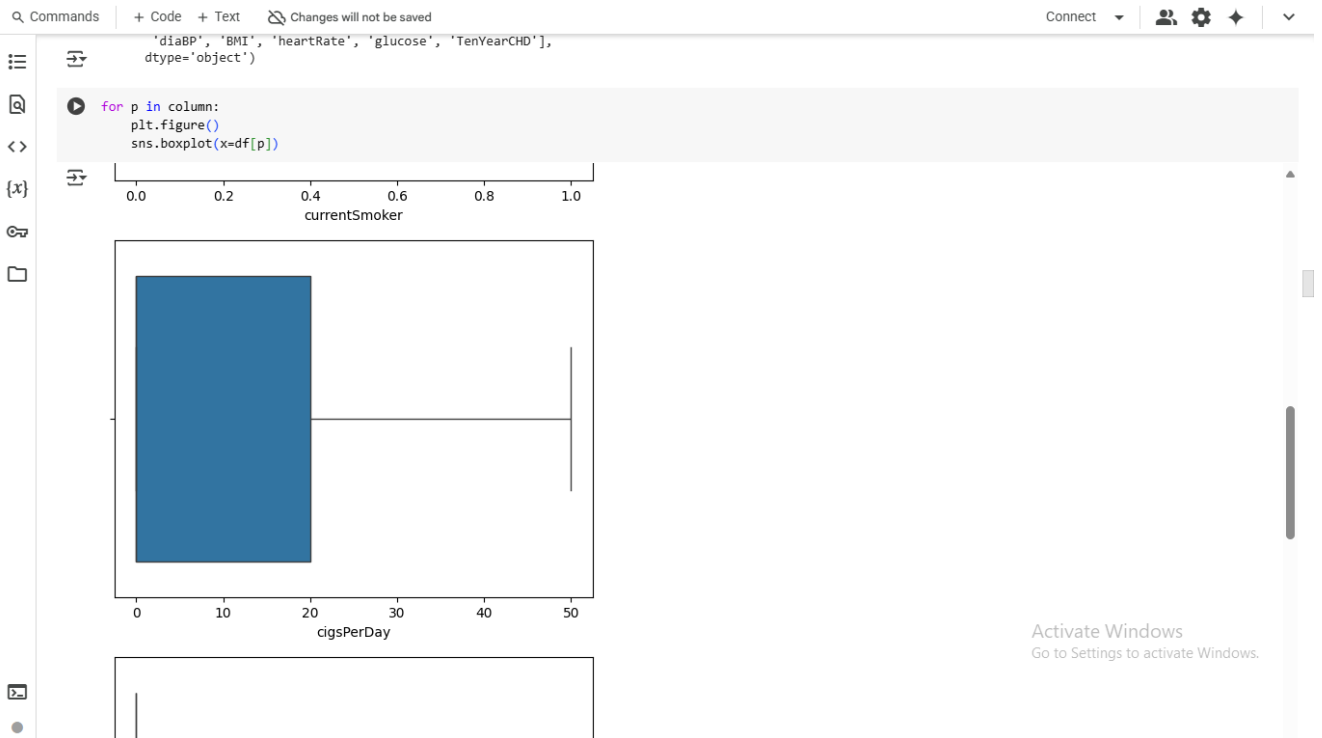 Commands + Code + Text Changes will not be saved Connect
'diaBP', 'BMI', 'heartRate', 'glucose', 'TenYearCHD'],
dtype='object')
for p in column:
plt.figure()
sns.boxplot(x=df[p])
{x}
0.0 0.2 0.4 0.6 0.8 1.0
currentSmoker
0 10 20 30 40 50
cigsPerDay
Activate Windows
Go to Settings to activate Windows.